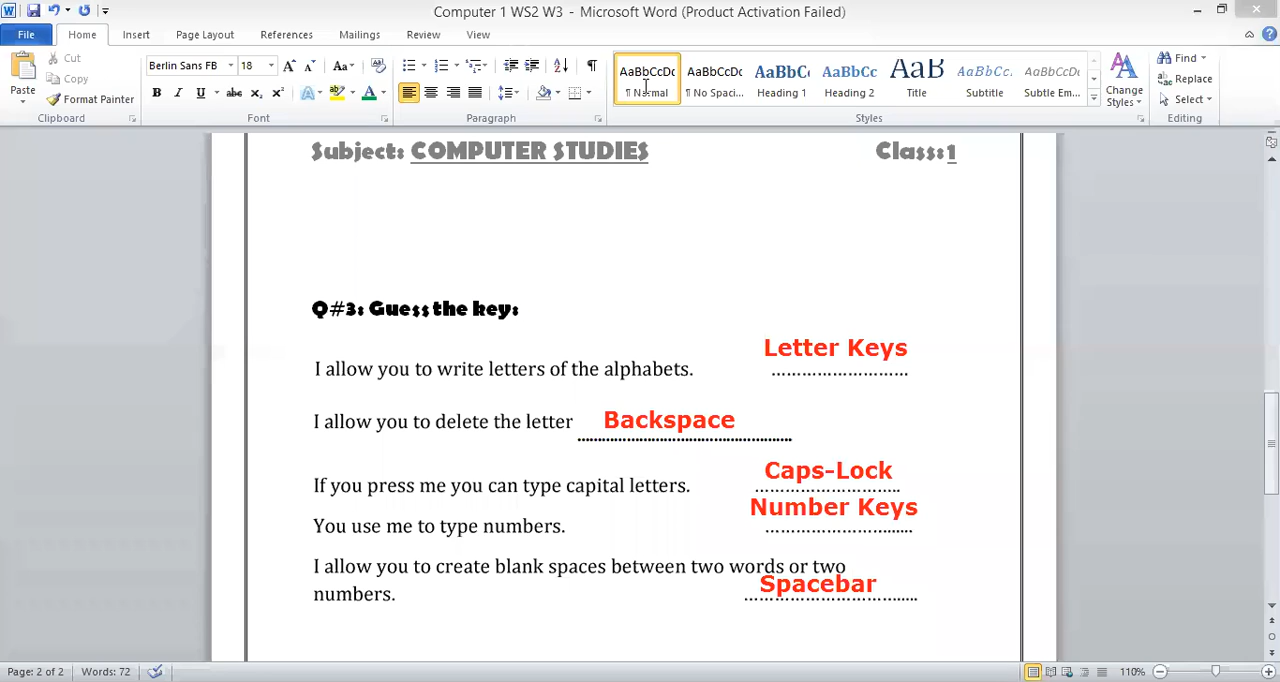 Computer 1 WS2 W3 - Microsoft Word (Product Activation Failed)
File Home Insert Page Layout References Mailings Review View
Paste Cut Copy Format Painter
Berlin Sans FB 18
AaBbCcDc AaBbCcDc AaBbC AaBbCc AaB AaBbCc. AaBbCcDc
¶ Normal ¶ No Spaci... Heading 1 Heading 2 Title Subtitle Subtle Em...
Change Styles
Find Replace Select
Clipboard Font Paragraph Styles Editing
Subject: COMPUTER STUDIES Class:1
Q#3: Guess the key:
I allow you to write letters of the alphabets. Letter Keys
I allow you to delete the letter Backspace
If you press me you can type capital letters. Caps-Lock
You use me to type numbers. Number Keys
I allow you to create blank spaces between two words or two
numbers. Spacebar
Page: 2 of 2 Words: 72 110%